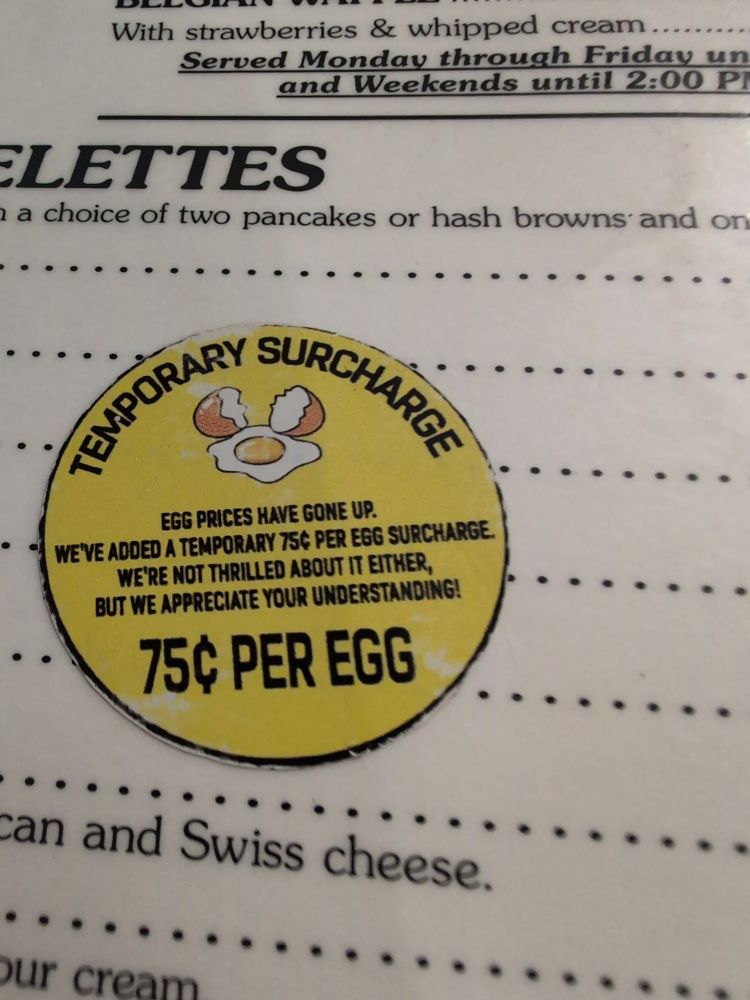 BELGIAN WAFFLE
With strawberries & whipped cream
Served Monday through Friday
and Weekends until 2:00
ELETTES
a choice of two pancakes or hash browns and
TEMPORARY SURCHARGE
EGG PRICES HAVE GONE UP.
WE'VE ADDED A TEMPORARY 75¢ PER EGG SURCHARGE.
WE'RE NOT THRILLED ABOUT IT EITHER,
BUT WE APPRECIATE YOUR UNDERSTANDING!
75¢ PER EGG
can and Swiss cheese.
our cream